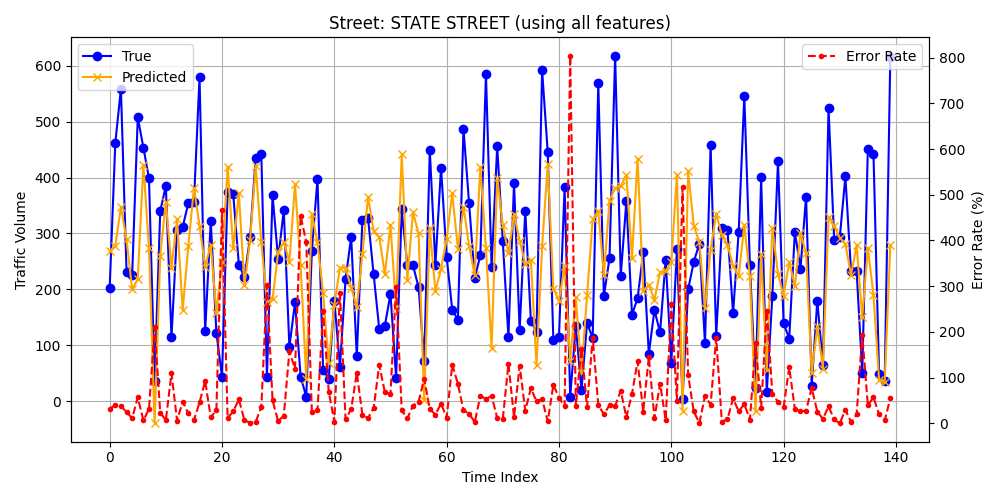 Street: STATE STREET (using all features)
True
Predicted
Error Rate
Traffic Volume
600
500
400
300
200
100
0
800
700
600
500
400
300
200
100
0
Error Rate (%)
0 20 40 60 80 100 120 140
Time Index